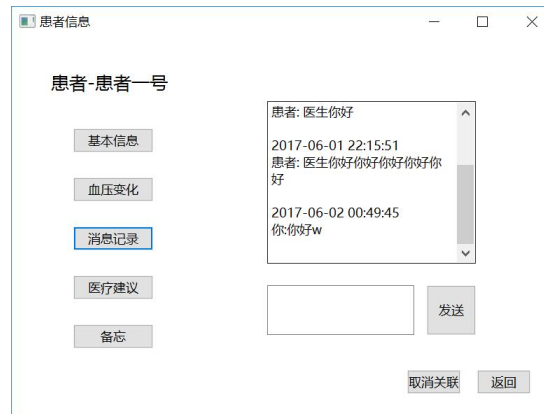 患者信息
患者-患者一号
基本信息
血压变化
消息记录
医疗建议
备忘
患者: 医生你好
2017-06-01 22:15:51
患者: 医生你好你好你好你好你
好
2017-06-02 00:49:45
你:你好w
发送
取消关联
返回